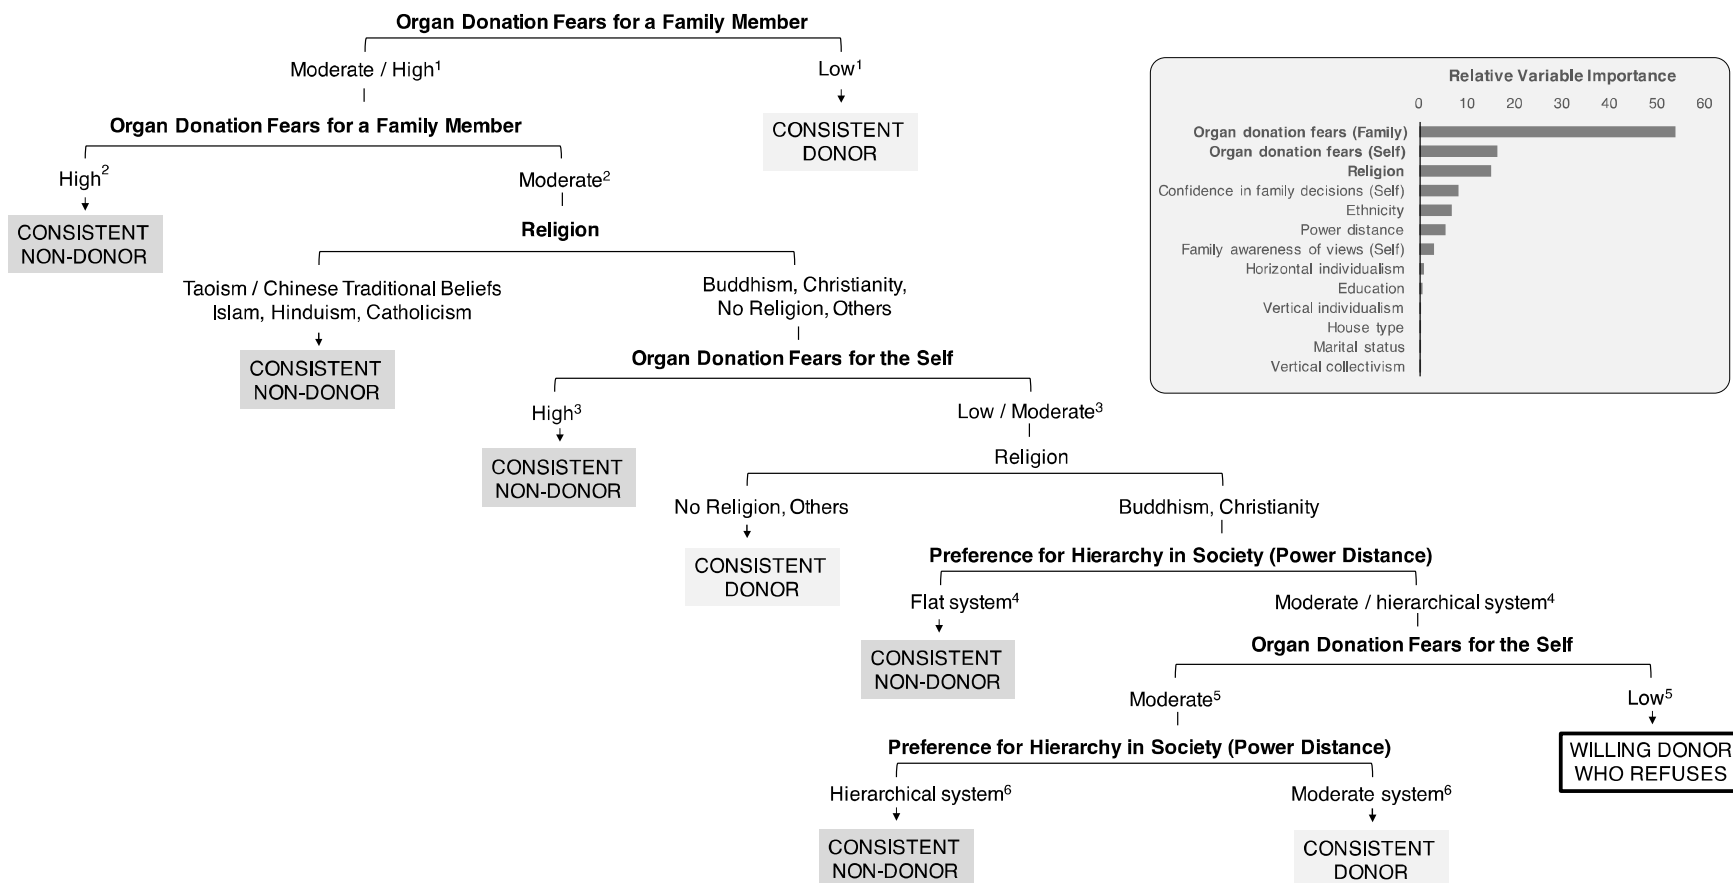 Organ Donation Fears for a Family Member
Moderate / High¹
Low¹
CONSISTENT
DONOR
Organ Donation Fears for a Family Member
High²
Moderate²
CONSISTENT
NON-DONOR
Religion
Taoism / Chinese Traditional Beliefs
Islam, Hinduism, Catholicism
Buddhism, Christianity,
No Religion, Others
CONSISTENT
NON-DONOR
Organ Donation Fears for the Self
High³
Low / Moderate³
CONSISTENT
NON-DONOR
Religion
No Religion, Others
Buddhism, Christianity
CONSISTENT
DONOR
Preference for Hierarchy in Society (Power Distance)
Flat system⁴
Moderate / hierarchical system⁴
CONSISTENT
NON-DONOR
Organ Donation Fears for the Self
Moderate⁵
Low⁵
WILLING DONOR
WHO REFUSES
Preference for Hierarchy in Society (Power Distance)
Hierarchical system⁶
Moderate system⁶
CONSISTENT
NON-DONOR
CONSISTENT
DONOR
Relative Variable Importance
0 10 20 30 40 50 60
Organ donation fears (Family)
Organ donation fears (Self)
Religion
Confidence in family decisions (Self)
Ethnicity
Power distance
Family awareness of views (Self)
Horizontal individualism
Education
Vertical individualism
House type
Marital status
Vertical collectivism